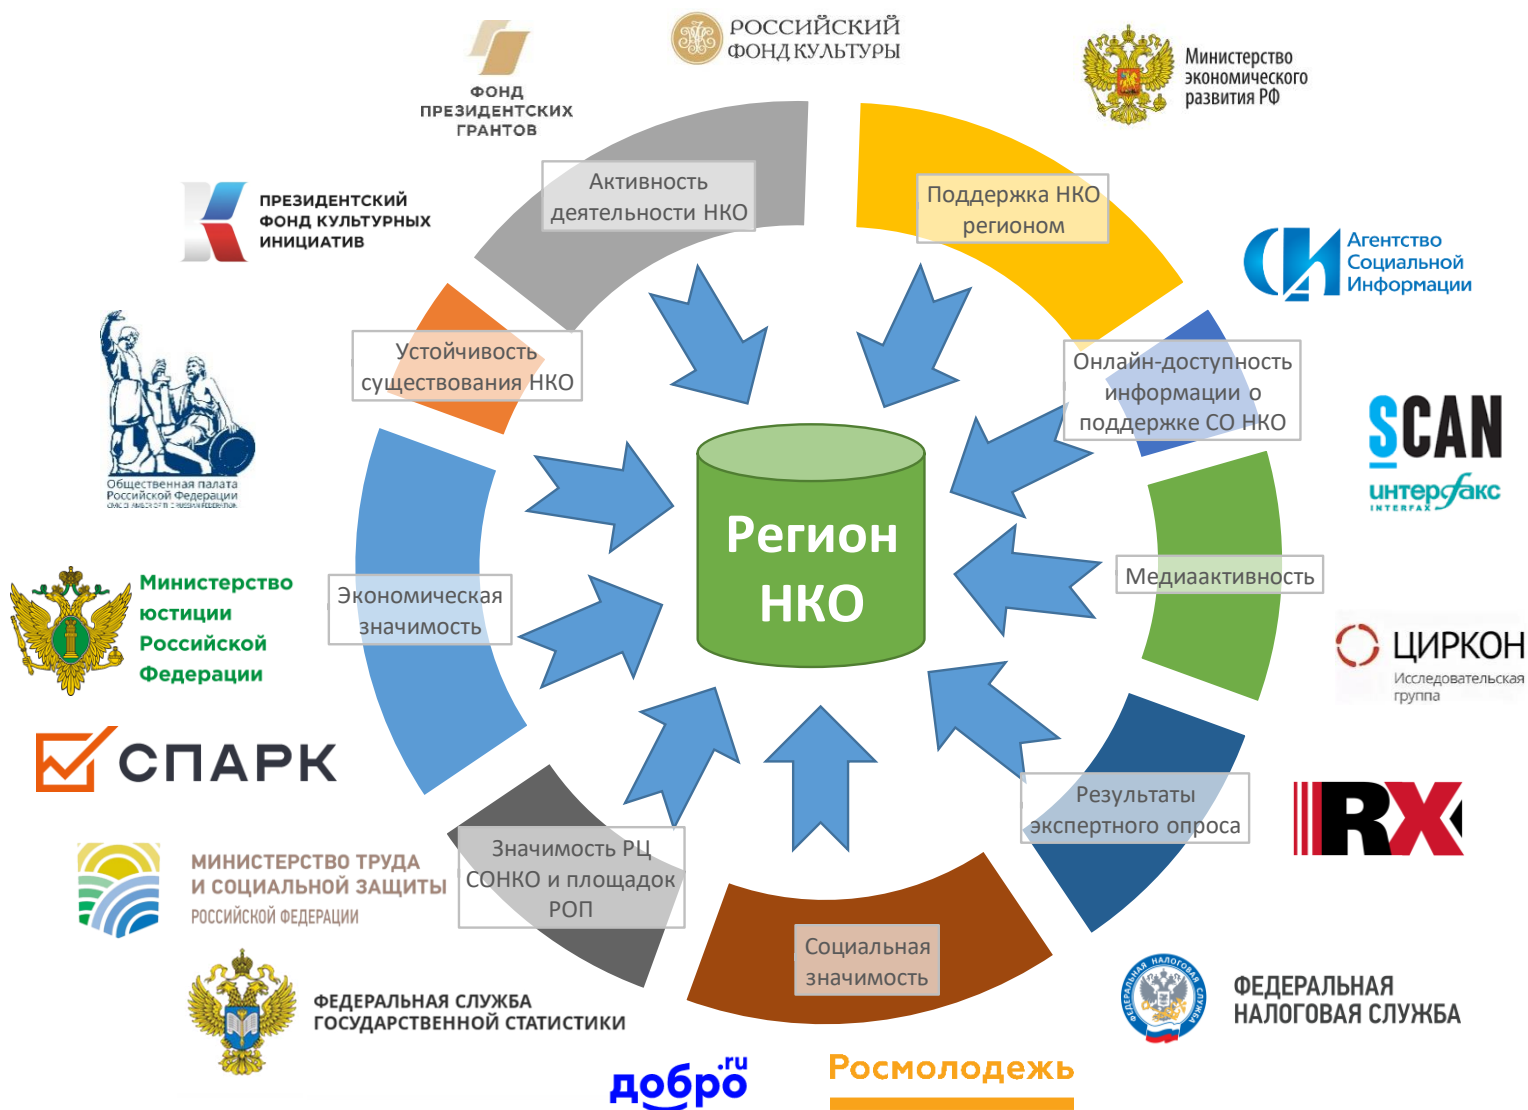 РОССИЙСКИЙ
ФОНД КУЛЬТУРЫ
Министерство
экономического
развития РФ
ФОНД
ПРЕЗИДЕНТСКИХ
ГРАНТОВ
ПРЕЗИДЕНТСКИЙ
ФОНД КУЛЬТУРНЫХ
ИНИЦИАТИВ
Активность
деятельности НКО
Поддержка НКО
регионом
СИ
Агентство
Социальной
Информации
Устойчивость
существования НКО
Онлайн-доступность
информации о
поддержке СО НКО
SCAN
интерфакс
INTERFAX
Общественная палата
Российской Федерации
Регион
НКО
Министерство
юстиции
Российской
Федерации
Экономическая
значимость
Медиаактивность
ЦИРКОН
Исследовательская
группа
СПАРК
Результаты
экспертного опроса
RX
МИНИСТЕРСТВО ТРУДА
И СОЦИАЛЬНОЙ ЗАЩИТЫ
РОССИЙСКОЙ ФЕДЕРАЦИИ
Значимость РЦ
СОНКО и площадок
РОП
Социальная
значимость
ФЕДЕРАЛЬНАЯ СЛУЖБА
ГОСУДАРСТВЕННОЙ СТАТИСТИКИ
ФЕДЕРАЛЬНАЯ НАЛОГОВАЯ СЛУЖБА
ФЕДЕРАЛЬНАЯ
НАЛОГОВАЯ СЛУЖБА
добро.ru
Росмолодежь